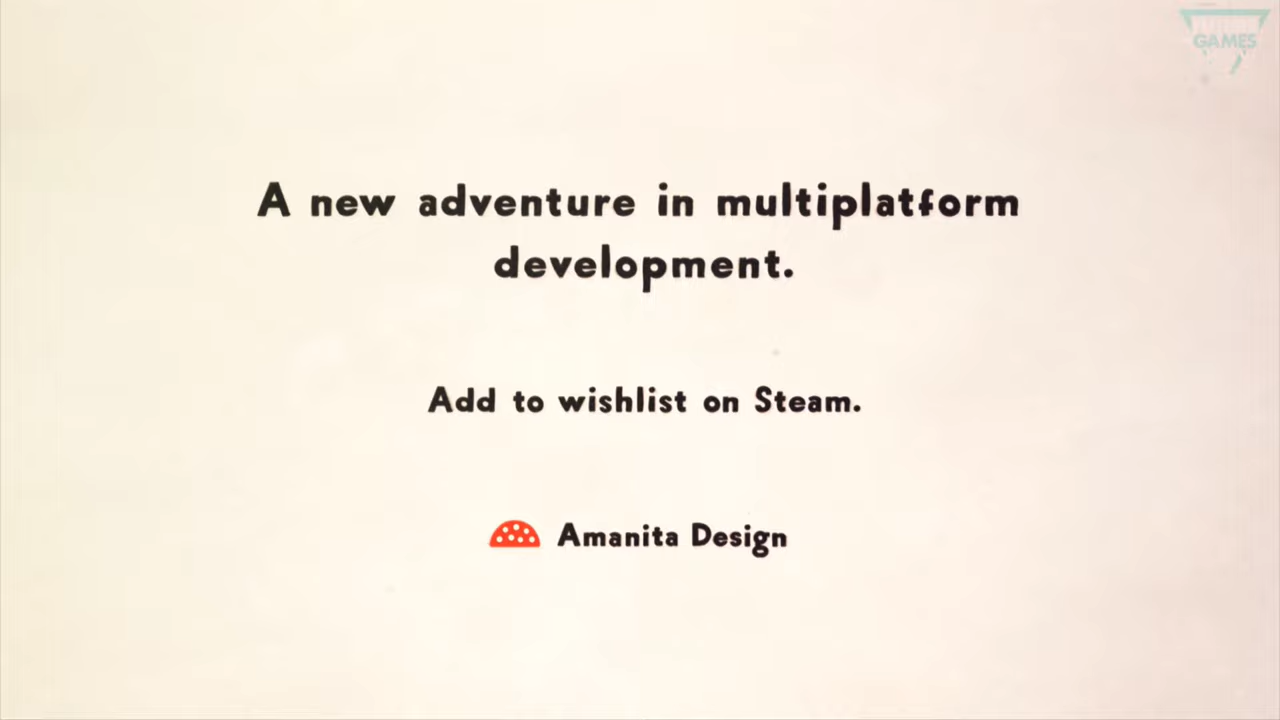 GAMES
A new adventure in multiplatform
development.
Add to wishlist on Steam.
Amanita Design